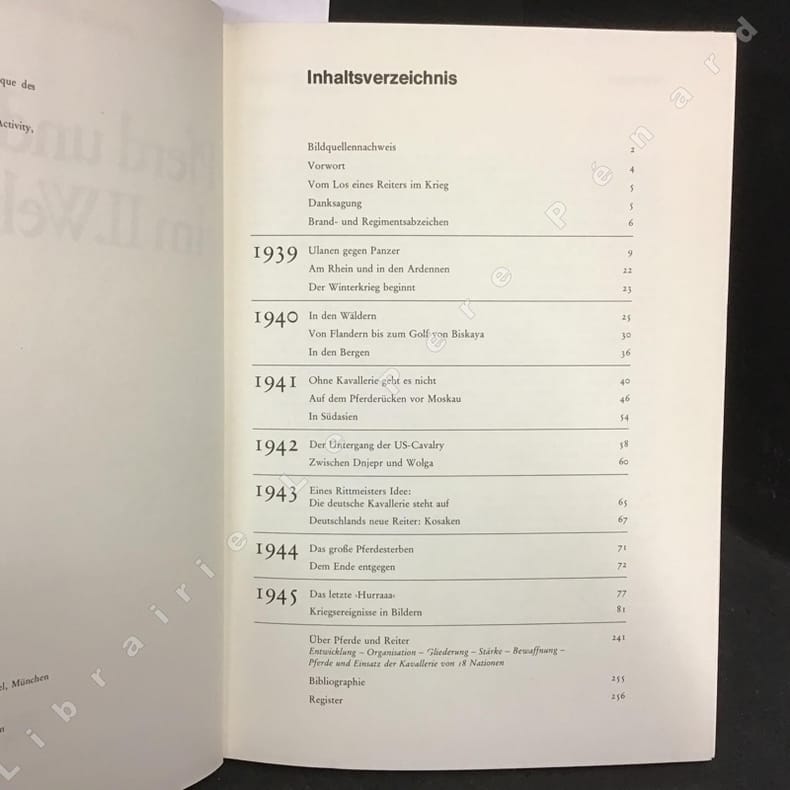 que des
Activity,
Inhaltsverzeichnis
Bildquellennachweis 2
Vorwort 4
Vom Los eines Reiters im Krieg 5
Danksagung 5
Brand- und Regimentsabzeichen 6
1939 Ulanen gegen Panzer 9
Am Rhein und in den Ardennen 22
Der Winterkrieg beginnt 23
1940 In den Wäldern 25
Von Flandern bis zum Golf von Biskaya 30
In den Bergen 36
1941 Ohne Kavallerie geht es nicht 40
Auf dem Pferderücken vor Moskau 46
In Südasien 54
1942 Der Untergang der US-Cavalry 58
Zwischen Dnjepr und Wolga 60
1943 Eines Rittmeisters Idee:
Die deutsche Kavallerie steht auf 65
Deutschlands neue Reiter: Kosaken 67
1944 Das große Pferdesterben 71
Dem Ende entgegen 72
1945 Das letzte ›Hurraaa‹ 77
Kriegsereignisse in Bildern 81
Über Pferde und Reiter 241
Entwicklung – Organisation – Gliederung – Stärke – Bewaffnung –
Pferde und Einsatz der Kavallerie von 18 Nationen
Bibliographie 255
Register 256
el, München
Librairie Le Père Pénard